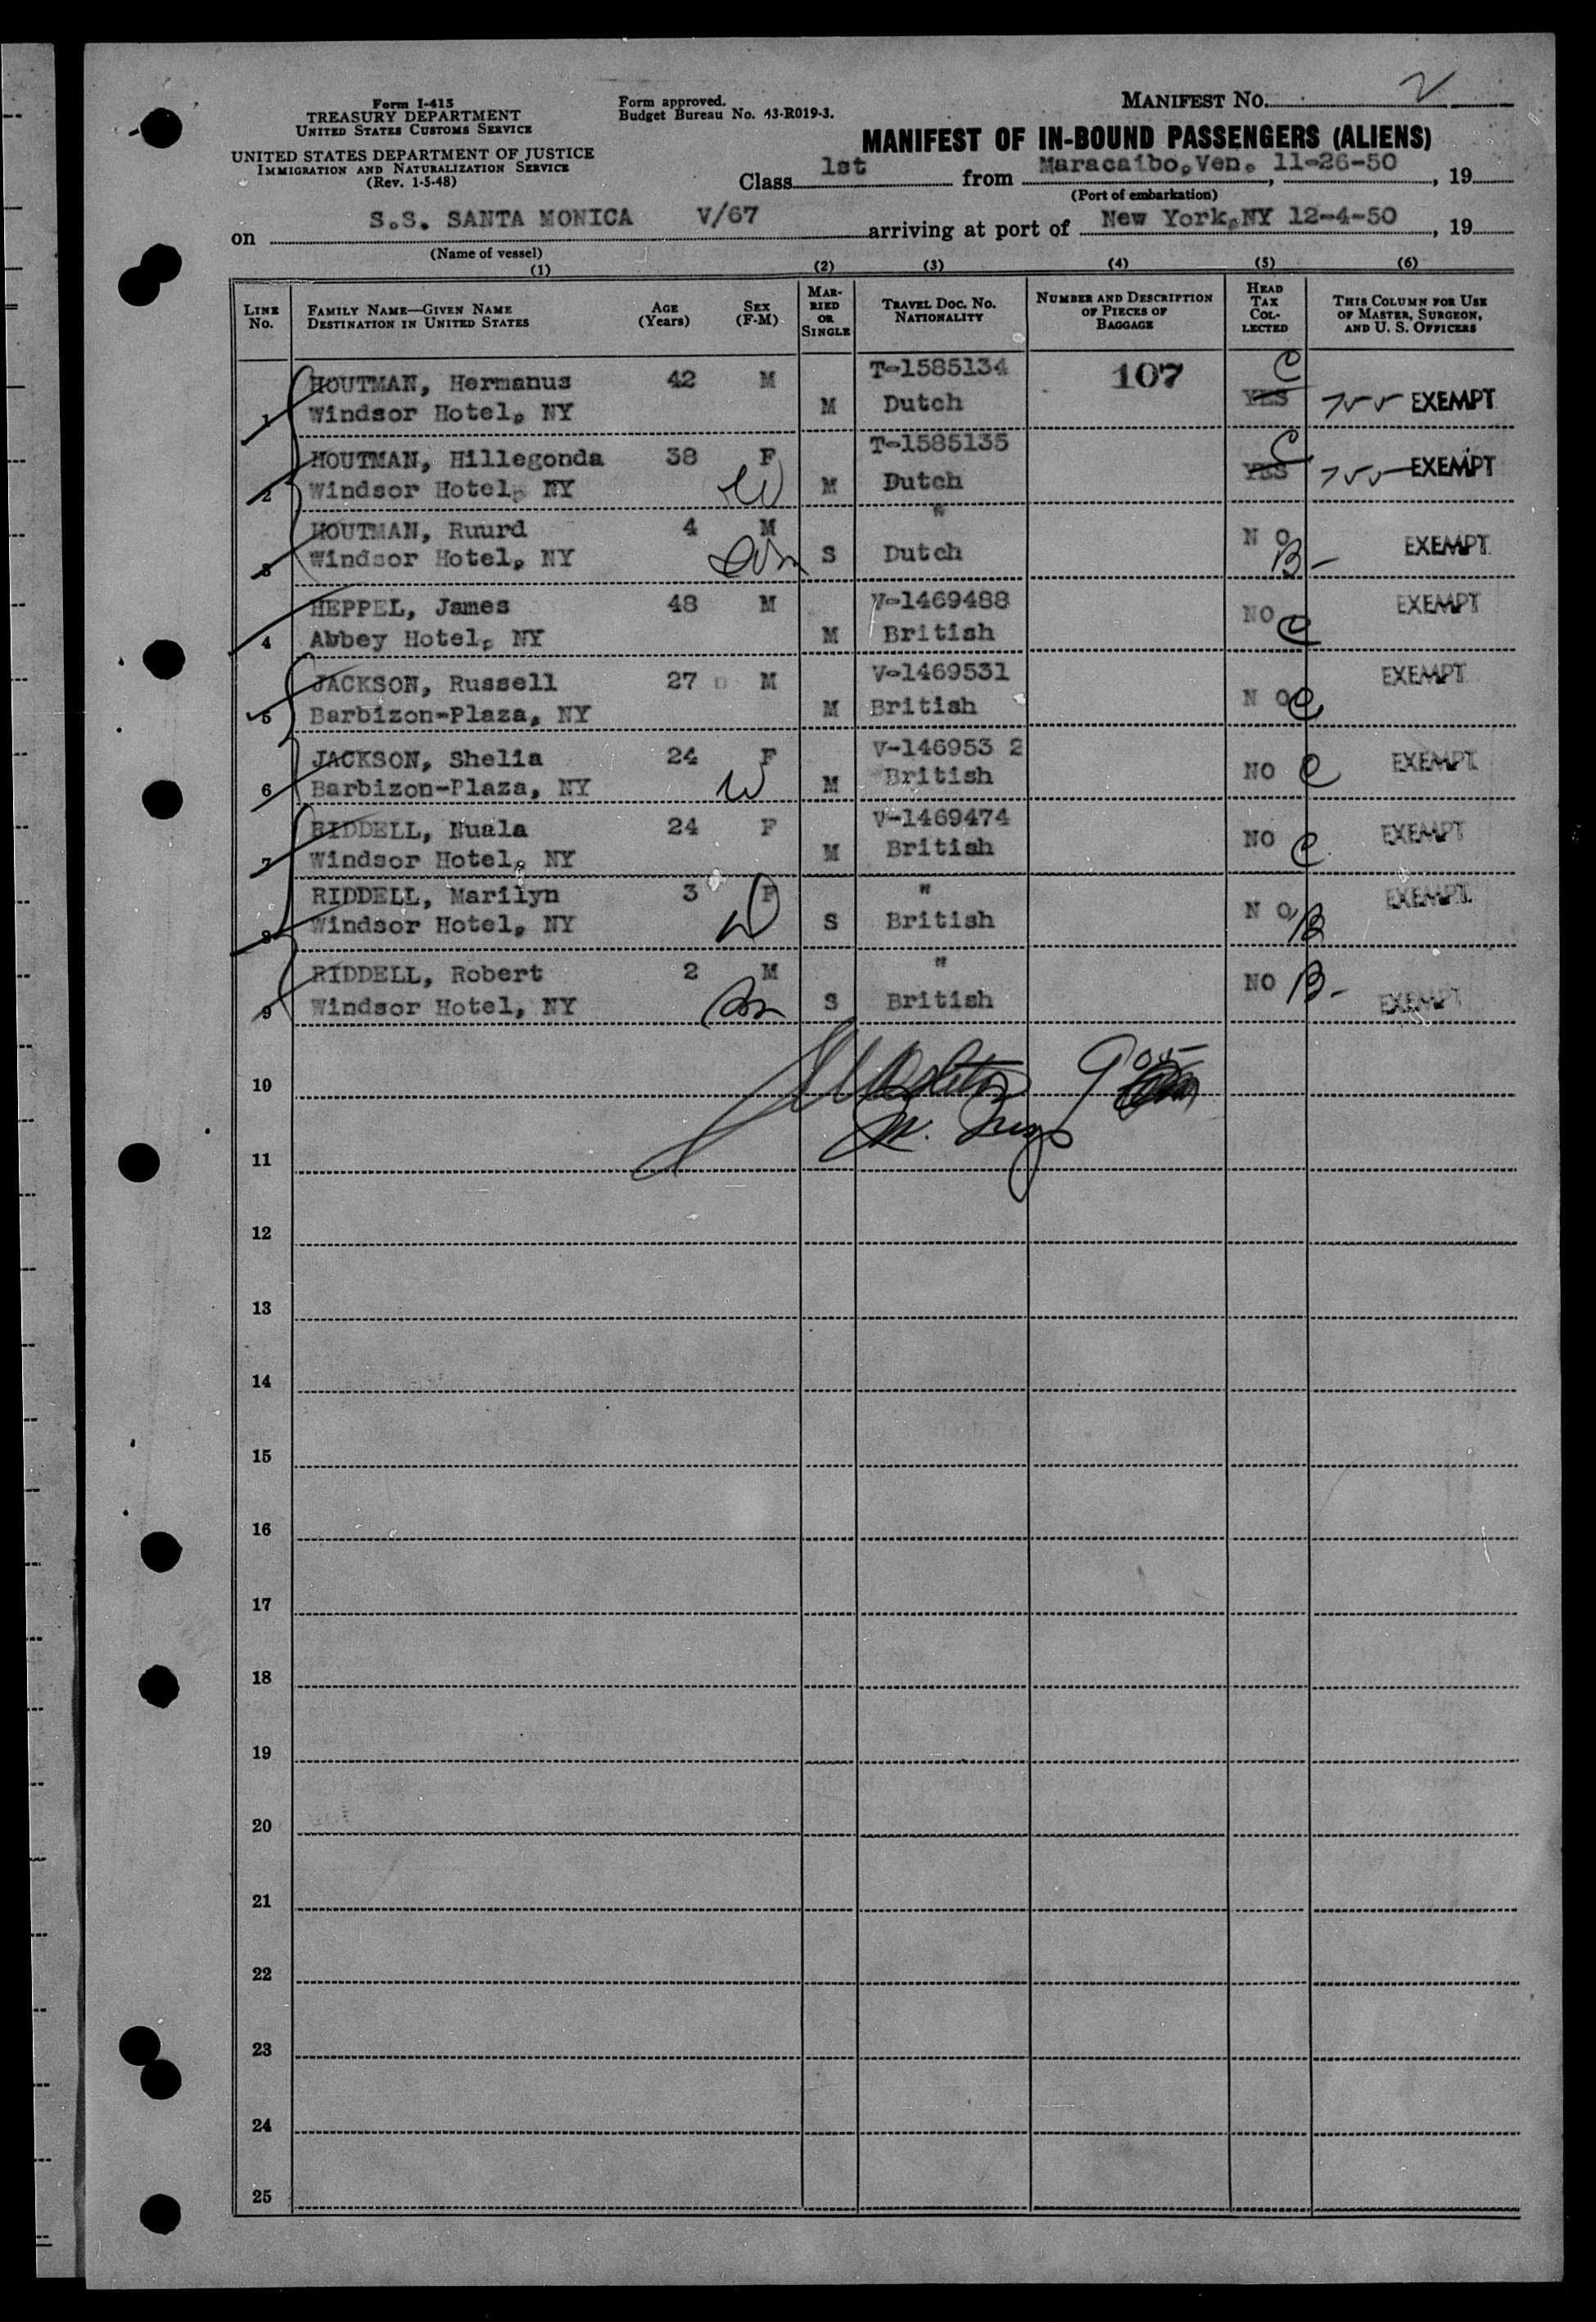 Form I-415
TREASURY DEPARTMENT
UNITED STATES CUSTOMS SERVICE
UNITED STATES DEPARTMENT OF JUSTICE
IMMIGRATION AND NATURALIZATION SERVICE
(Rev. 1-5-48)
Form approved.
Budget Bureau No. 43-R019-3.
MANIFEST NO. 2
MANIFEST OF IN-BOUND PASSENGERS (ALIENS)
Class 1st from Maracaibo, Ven. 11-26-50, 19
(Port of embarkation)
on S.S. SANTA MONICA V/67 arriving at port of New York, NY 12-4-50, 19
(Name of vessel)
(1) (2) (3) (4) (5) (6)
LINE No. FAMILY NAME—GIVEN NAME DESTINATION IN UNITED STATES AGE (Years) SEX (F-M) MARRIED OR SINGLE TRAVEL DOC. NO. NATIONALITY NUMBER AND DESCRIPTION OF PIECES OF BAGGAGE HEAD TAX COLLECTED THIS COLUMN FOR USE OF MASTER, SURGEON, AND U. S. OFFICERS
HOUTMAN, Hermanus 42 M T-1585134 107 C
1 Windsor Hotel, NY M Dutch YES EXEMPT
HOUTMAN, Hillegonda 38 F T-1585135 C
2 Windsor Hotel, NY W M Dutch YES EXEMPT
HOUTMAN, Ruurd 4 M " N O
3 Windsor Hotel, NY son S Dutch B- EXEMPT
HEPPEL, James 48 M V-1469488 NO EXEMPT
4 Abbey Hotel, NY M British C
JACKSON, Russell 27 M V-1469531 EXEMPT
5 Barbizon-Plaza, NY M British N O C
JACKSON, Shelia 24 F V-146953 2 EXEMPT
6 Barbizon-Plaza, NY W M British NO C
RIDDELL, Nuala 24 F V-1469474 NO EXEMPT
7 Windsor Hotel, NY M British C
RIDDELL, Marilyn 3 F " EXEMPT
8 Windsor Hotel, NY D S British N O B
RIDDELL, Robert 2 M " NO B-
9 Windsor Hotel, NY son S British EXEMPT
10
11
12
13
14
15
16
17
18
19
20
21
22
23
24
25